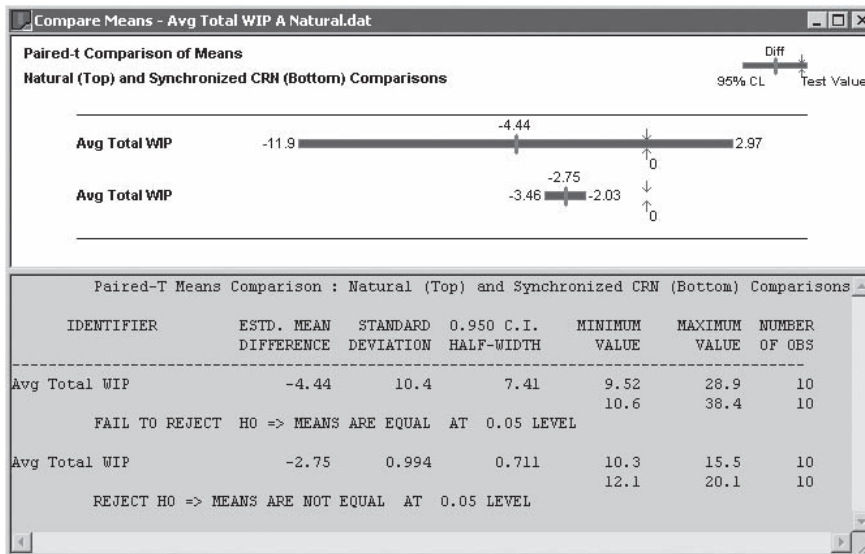 Compare Means - Avg Total WIP A Natural.dat
Paired-t Comparison of Means
Natural (Top) and Synchronized CRN (Bottom) Comparisons
Diff
95% CL Test Value
-4.44
Avg Total WIP -11.9 2.97
0
-2.75
Avg Total WIP -3.46 -2.03
0
Paired-T Means Comparison : Natural (Top) and Synchronized CRN (Bottom) Comparisons
IDENTIFIER ESTD. MEAN STANDARD 0.950 C.I. MINIMUM MAXIMUM NUMBER
DIFFERENCE DEVIATION HALF-WIDTH VALUE VALUE OF OBS
Avg Total WIP -4.44 10.4 7.41 9.52 28.9 10
10.6 38.4 10
FAIL TO REJECT H0 => MEANS ARE EQUAL AT 0.05 LEVEL
Avg Total WIP -2.75 0.994 0.711 10.3 15.5 10
12.1 20.1 10
REJECT H0 => MEANS ARE NOT EQUAL AT 0.05 LEVEL